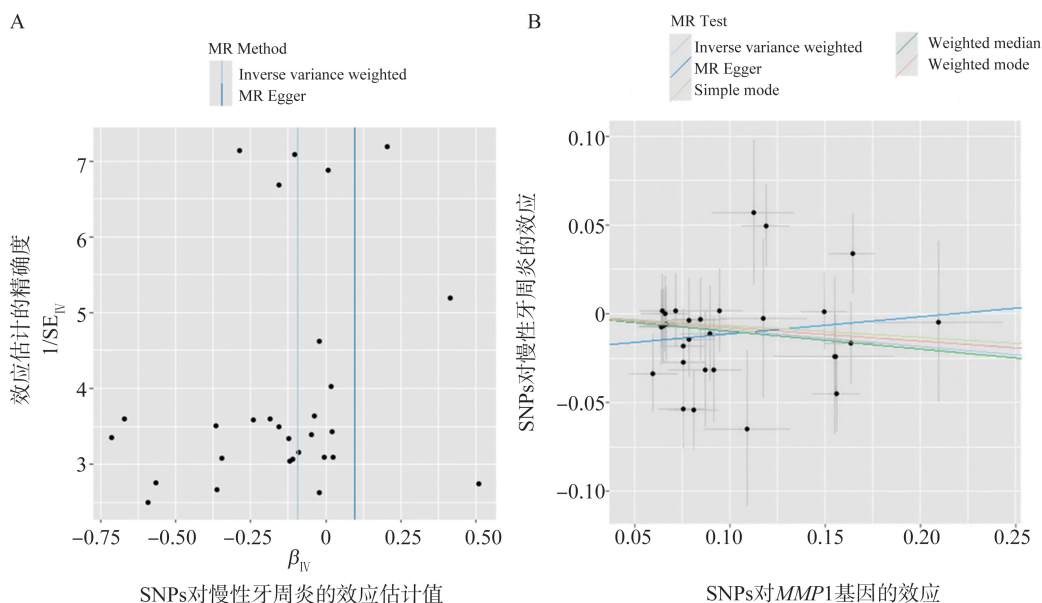 A
MR Method
Inverse variance weighted
MR Egger
7
6
5
4
3
效应估计的精确度
1/SE_IV
-0.75
-0.50
-0.25
0
0.25
0.50
β_IV
SNPs对慢性牙周炎的效应估计值
B
MR Test
Inverse variance weighted
MR Egger
Simple mode
Weighted median
Weighted mode
0.10
0.05
0
-0.05
-0.10
SNPs对慢性牙周炎的效应
0.05
0.10
0.15
0.20
0.25
SNPs对MMP1基因的效应